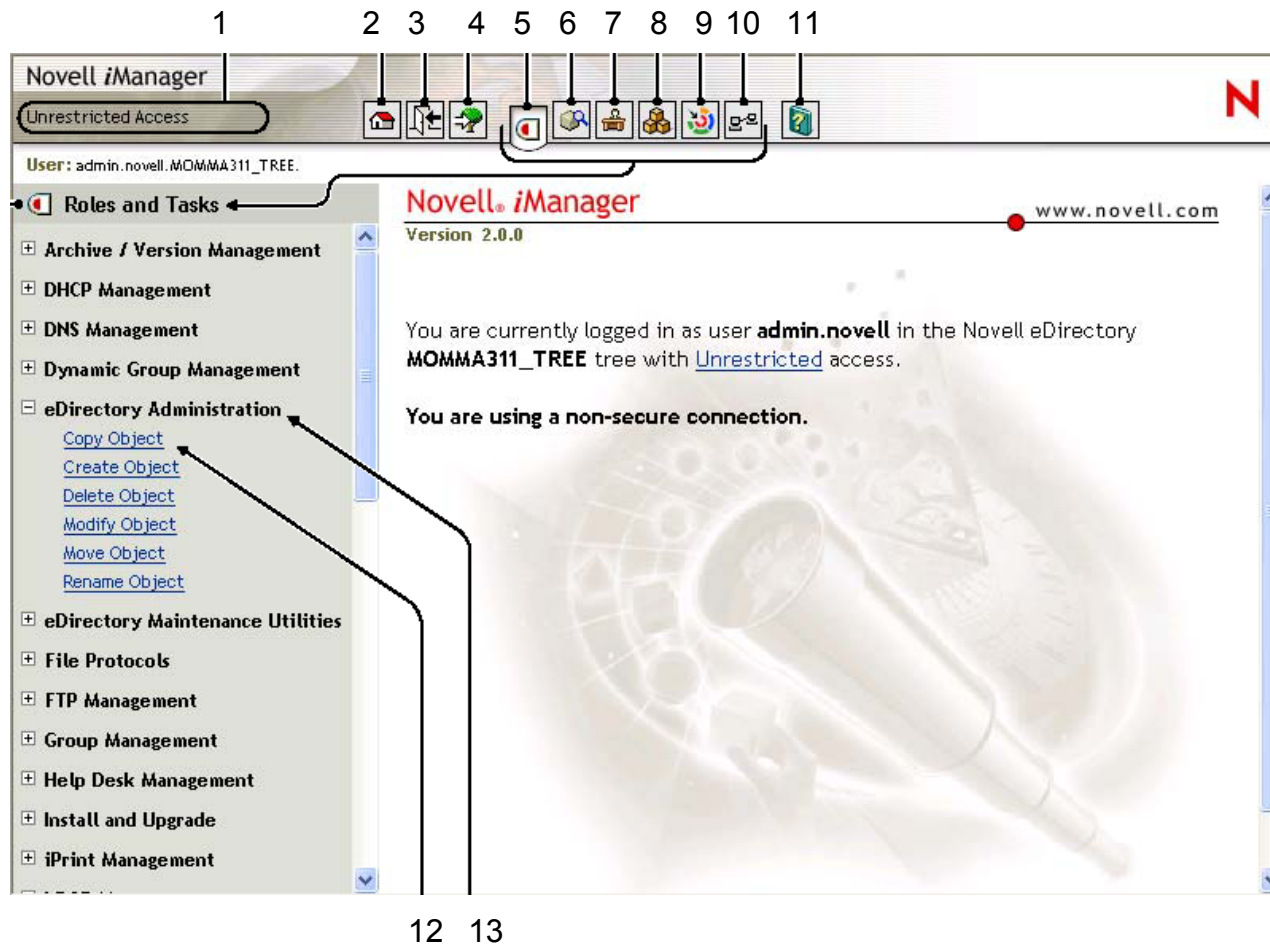 1 2 3 4 5 6 7 8 9 10 11
Novell iManager
Unrestricted Access
N
User: admin.novell.MOMMA311_TREE.
Roles and Tasks
Archive / Version Management
DHCP Management
DNS Management
Dynamic Group Management
eDirectory Administration
Copy Object
Create Object
Delete Object
Modify Object
Move Object
Rename Object
eDirectory Maintenance Utilities
File Protocols
FTP Management
Group Management
Help Desk Management
Install and Upgrade
iPrint Management
Novell® iManager
www.novell.com
Version 2.0.0
You are currently logged in as user admin.novell in the Novell eDirectory
MOMMA311_TREE tree with Unrestricted access.
You are using a non-secure connection.
12 13